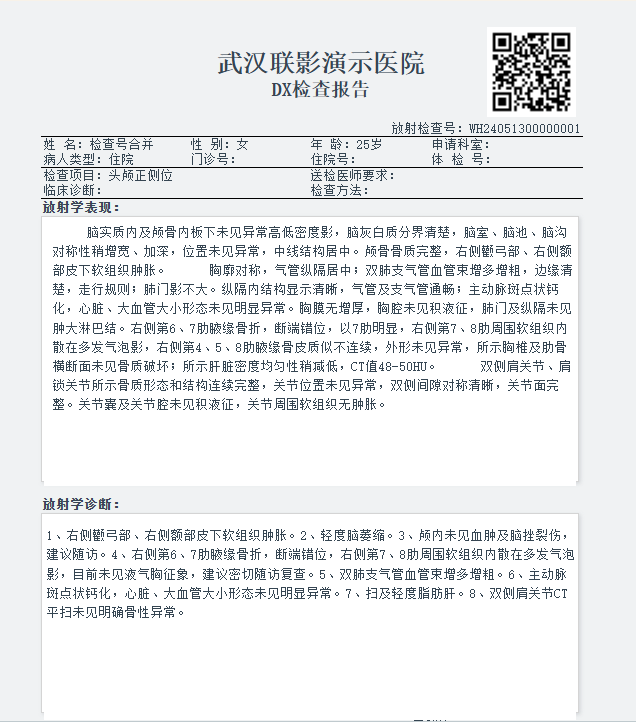 武汉联影演示医院
DX检查报告
放射检查号：WH24051300000001
姓 名：检查号合并 性 别：女 年 龄：25岁 申请科室：
病人类型：住院 门诊号： 住院号： 体 检 号：
检查项目：头颅正侧位 送检医师要求：
临床诊断： 检查方法：
放射学表现：
脑实质内及颅骨内板下未见异常高低密度影，脑灰白质分界清楚，脑室、脑池、脑沟
对称性稍增宽、加深，位置未见异常，中线结构居中。颅骨骨质完整，右侧颧弓部、右侧额
部皮下软组织肿胀。 胸廓对称，气管纵隔居中；双肺支气管血管束增多增粗，边缘清
楚，走行规则；肺门影不大。纵隔内结构显示清晰，气管及支气管通畅；主动脉斑点状钙
化，心脏、大血管大小形态未见明显异常。胸膜无增厚，胸腔未见积液征，肺门及纵隔未见
肿大淋巴结。右侧第6、7肋腋缘骨折，断端错位，以7肋明显，右侧第7、8肋周围软组织内
散在多发气泡影，右侧第4、5、8肋腋缘骨皮质似不连续，外形未见异常，所示胸椎及肋骨
横断面未见骨质破坏；所示肝脏密度均匀性稍减低，CT值48-50HU。 双侧肩关节、肩
锁关节所示骨质形态和结构连续完整，关节位置未见异常，双侧间隙对称清晰，关节面完
整。关节囊及关节腔未见积液征，关节周围软组织无肿胀。
放射学诊断：
1、右侧颧弓部、右侧额部皮下软组织肿胀。2、轻度脑萎缩。3、颅内未见血肿及脑挫裂伤，
建议随访。4、右侧第6、7肋腋缘骨折，断端错位，右侧第7、8肋周围软组织内散在多发气泡
影，目前未见液气胸征象，建议密切随访复查。5、双肺支气管血管束增多增粗。6、主动脉
斑点状钙化，心脏、大血管大小形态未见明显异常。7、扫及轻度脂肪肝。8、双侧肩关节CT
平扫未见明确骨性异常。